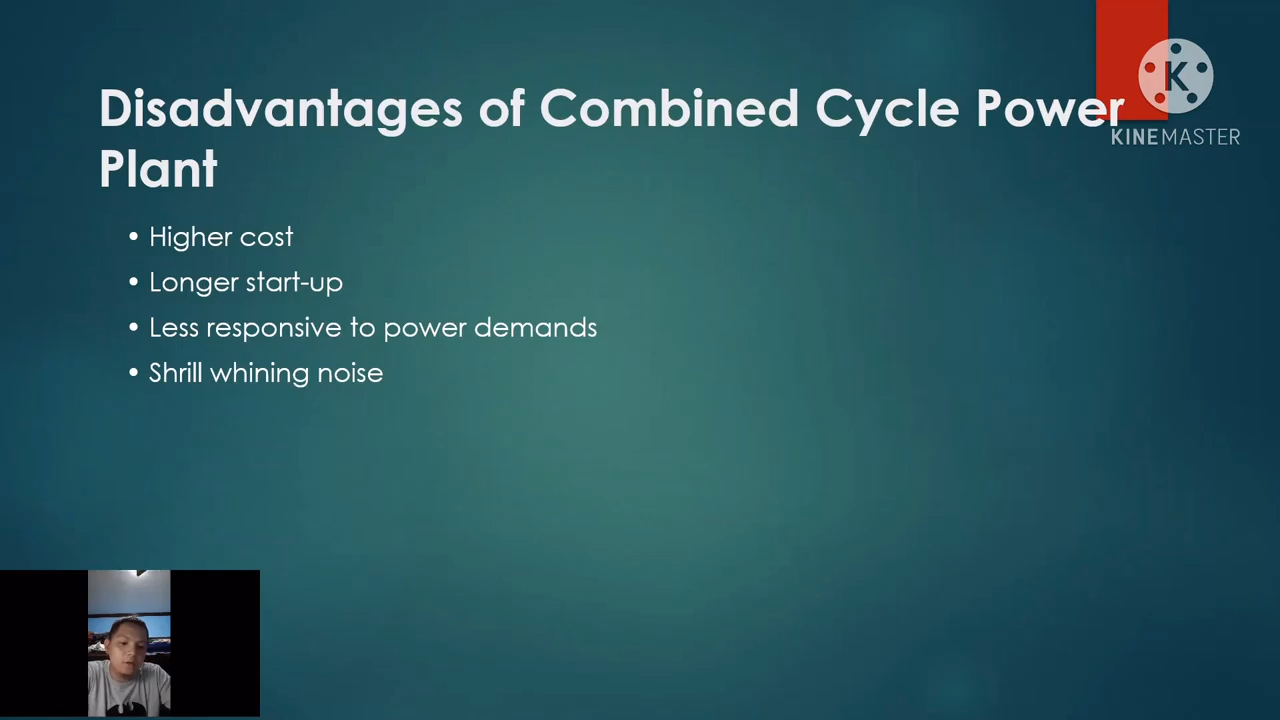 Disadvantages of Combined Cycle Power
Plant
• Higher cost
• Longer start-up
• Less responsive to power demands
• Shrill whining noise
K
KINEMASTER